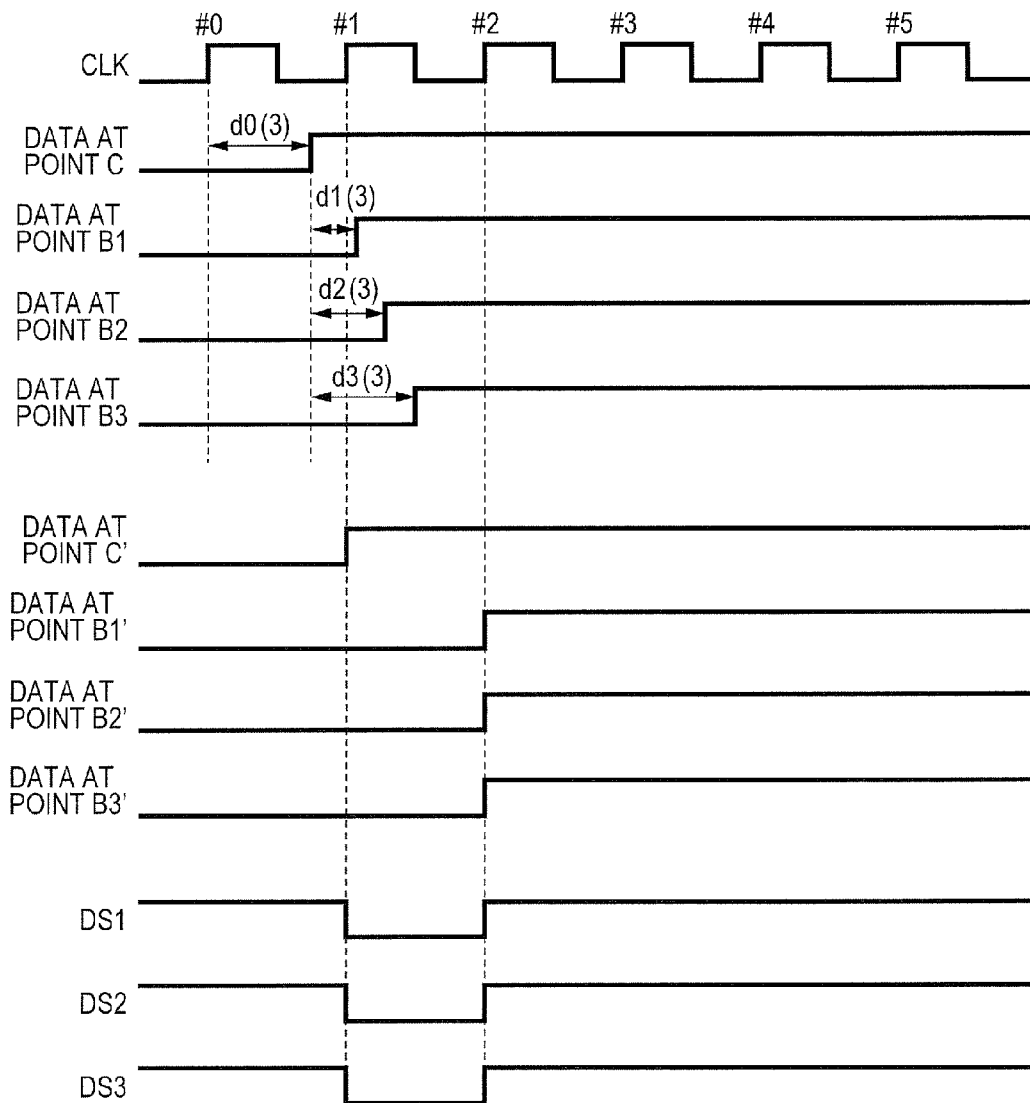 #0 #1 #2 #3 #4 #5
CLK
d0(3)
DATA AT
POINT C
d1(3)
DATA AT
POINT B1
d2(3)
DATA AT
POINT B2
d3(3)
DATA AT
POINT B3
DATA AT
POINT C'
DATA AT
POINT B1'
DATA AT
POINT B2'
DATA AT
POINT B3'
DS1
DS2
DS3